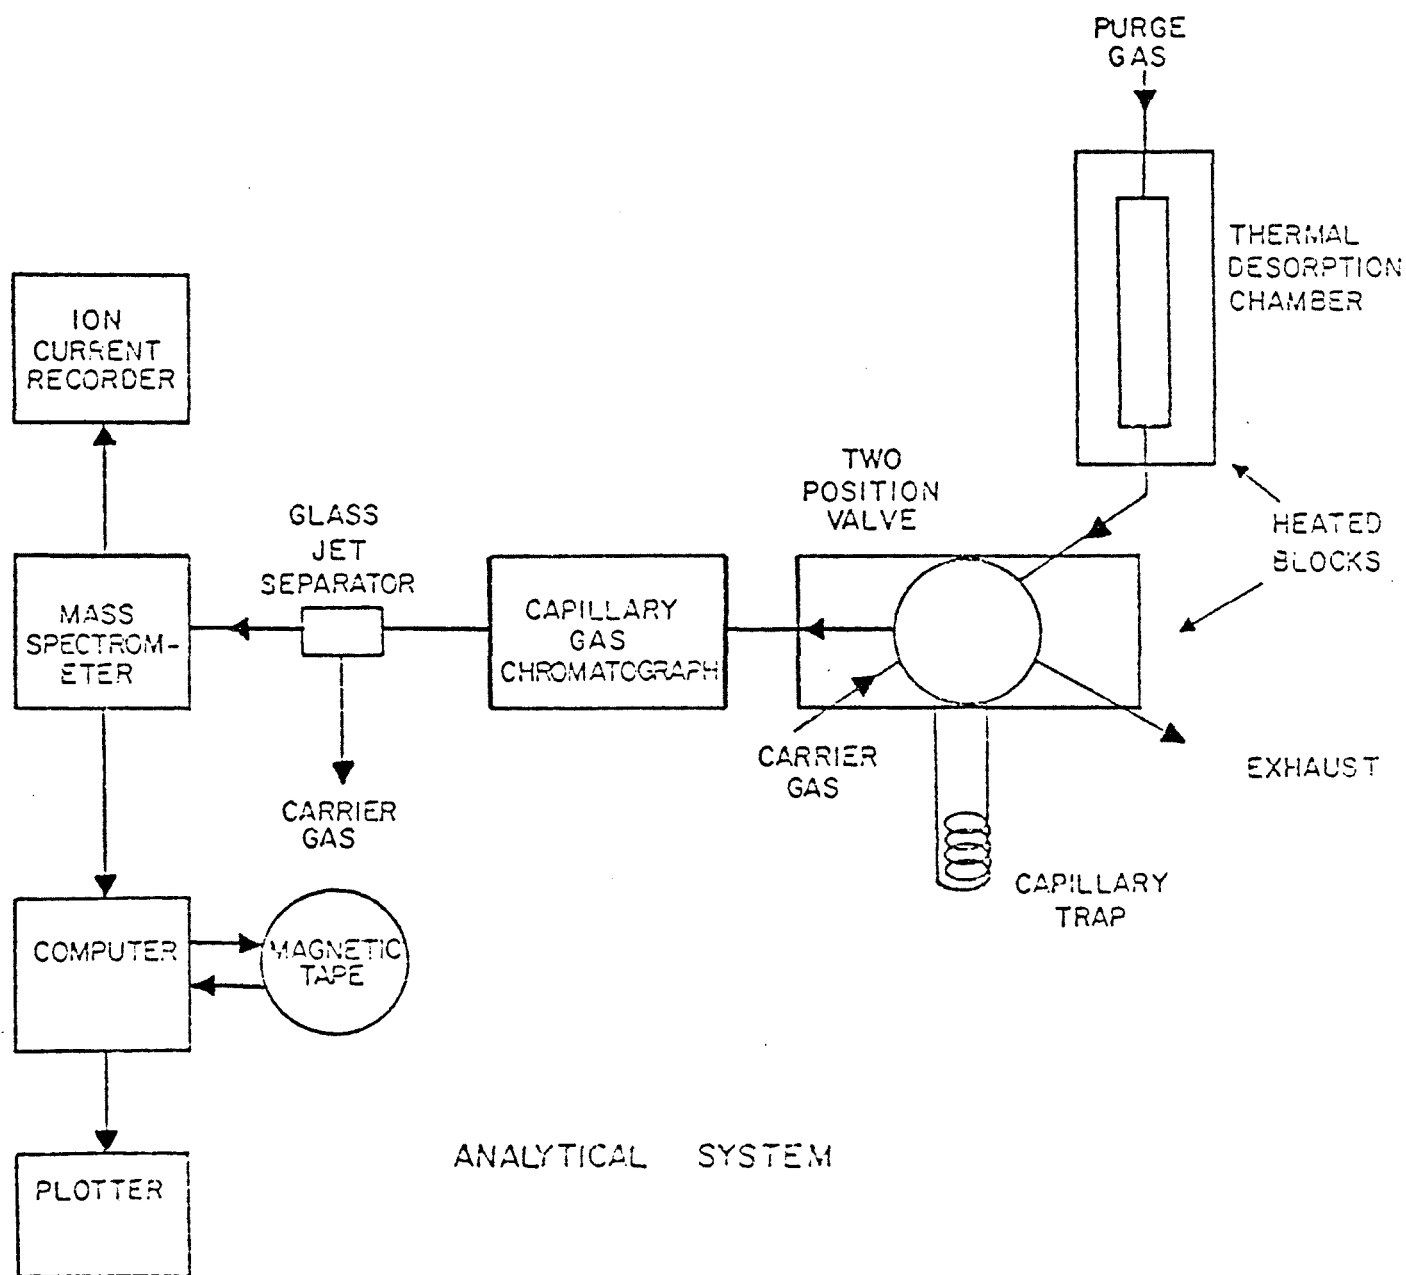 PURGE
GAS
THERMAL
DESORPTION
CHAMBER
ION
CURRENT
RECORDER
TWO
POSITION
VALVE
HEATED
BLOCKS
GLASS
JET
SEPARATOR
MASS
SPECTROM-
ETER
CAPILLARY
GAS
CHROMATOGRAPH
CARRIER
GAS
EXHAUST
CARRIER
GAS
CAPILLARY
TRAP
COMPUTER
MAGNETIC
TAPE
ANALYTICAL SYSTEM
PLOTTER